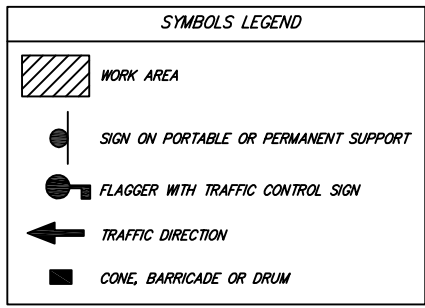 SYMBOLS LEGEND
WORK AREA
SIGN ON PORTABLE OR PERMANENT SUPPORT
FLAGGER WITH TRAFFIC CONTROL SIGN
TRAFFIC DIRECTION
CONE, BARRICADE OR DRUM